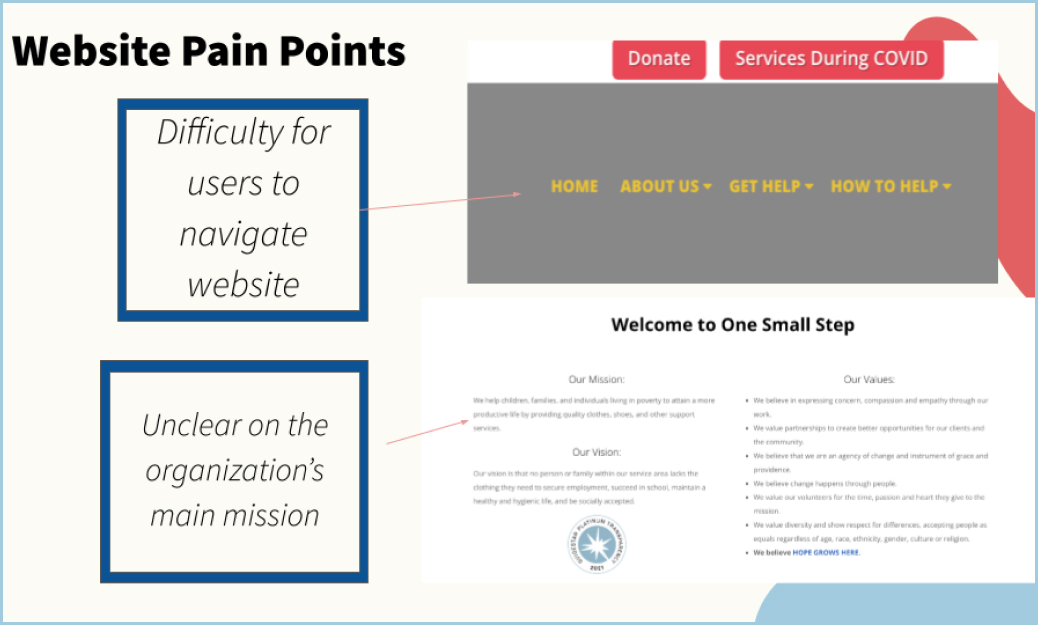 Website Pain Points
Difficulty for
users to
navigate
website
Unclear on the
organization's
main mission
Donate
Services During COVID
HOME
ABOUT US
GET HELP
HOW TO HELP
Welcome to One Small Step
Our Mission:
We help children, families, and individuals living in poverty to attain a more
productive life by providing quality clothes, shoes, and other support
services.
Our Vision:
Our vision is that no person or family within our service area lacks the
clothing they need to secure employment, succeed in school, maintain a
healthy and hygienic life, and be socially accepted.
GUIDESTAR PLATINUM TRANSPARENCY
2021
Our Values:
We believe in expressing concern, compassion and empathy through our
work.
We value partnerships to create better opportunities for our clients and
the community.
We believe that we are an agency of change and instrument of grace and
providence.
We believe change happens through people.
We value our volunteers for the time, passion and heart they give to the
mission.
We value diversity and show respect for differences, accepting people as
equals regardless of age, race, ethnicity, gender, culture or religion.
We believe HOPE GROWS HERE.